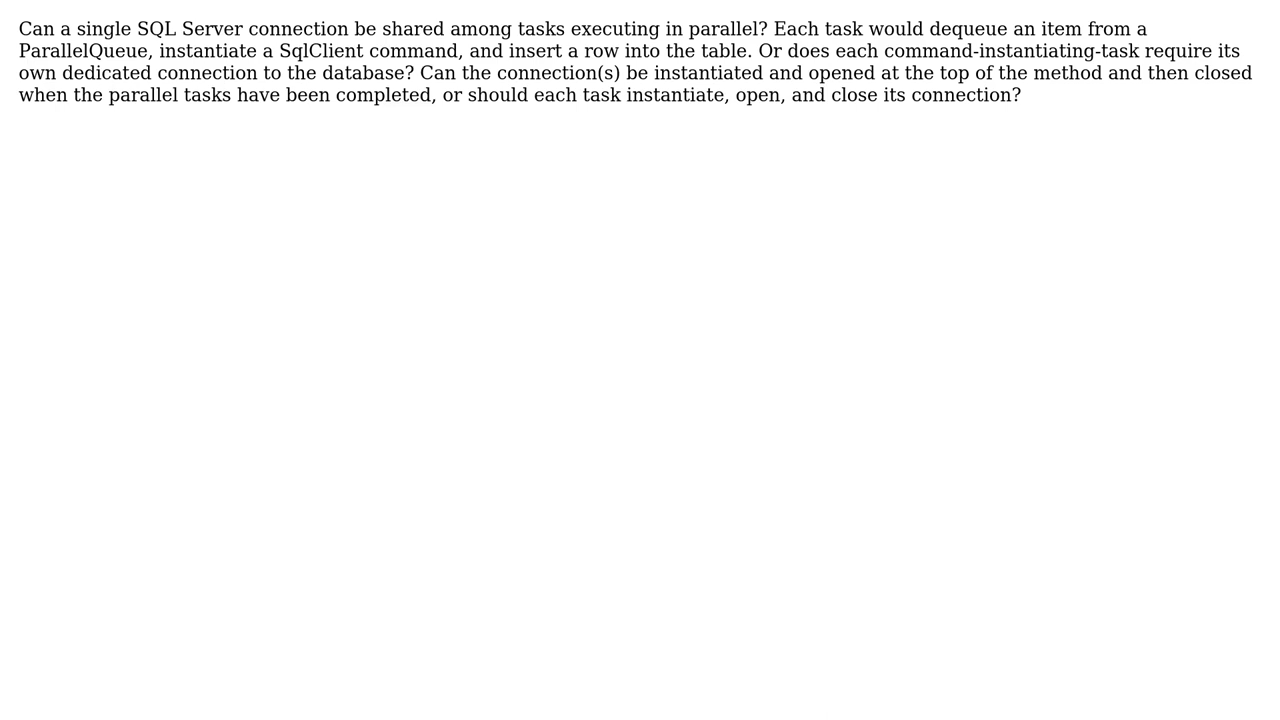 Can a single SQL Server connection be shared among tasks executing in parallel? Each task would dequeue an item from a
ParallelQueue, instantiate a SqlClient command, and insert a row into the table. Or does each command-instantiating-task require its
own dedicated connection to the database? Can the connection(s) be instantiated and opened at the top of the method and then closed
when the parallel tasks have been completed, or should each task instantiate, open, and close its connection?